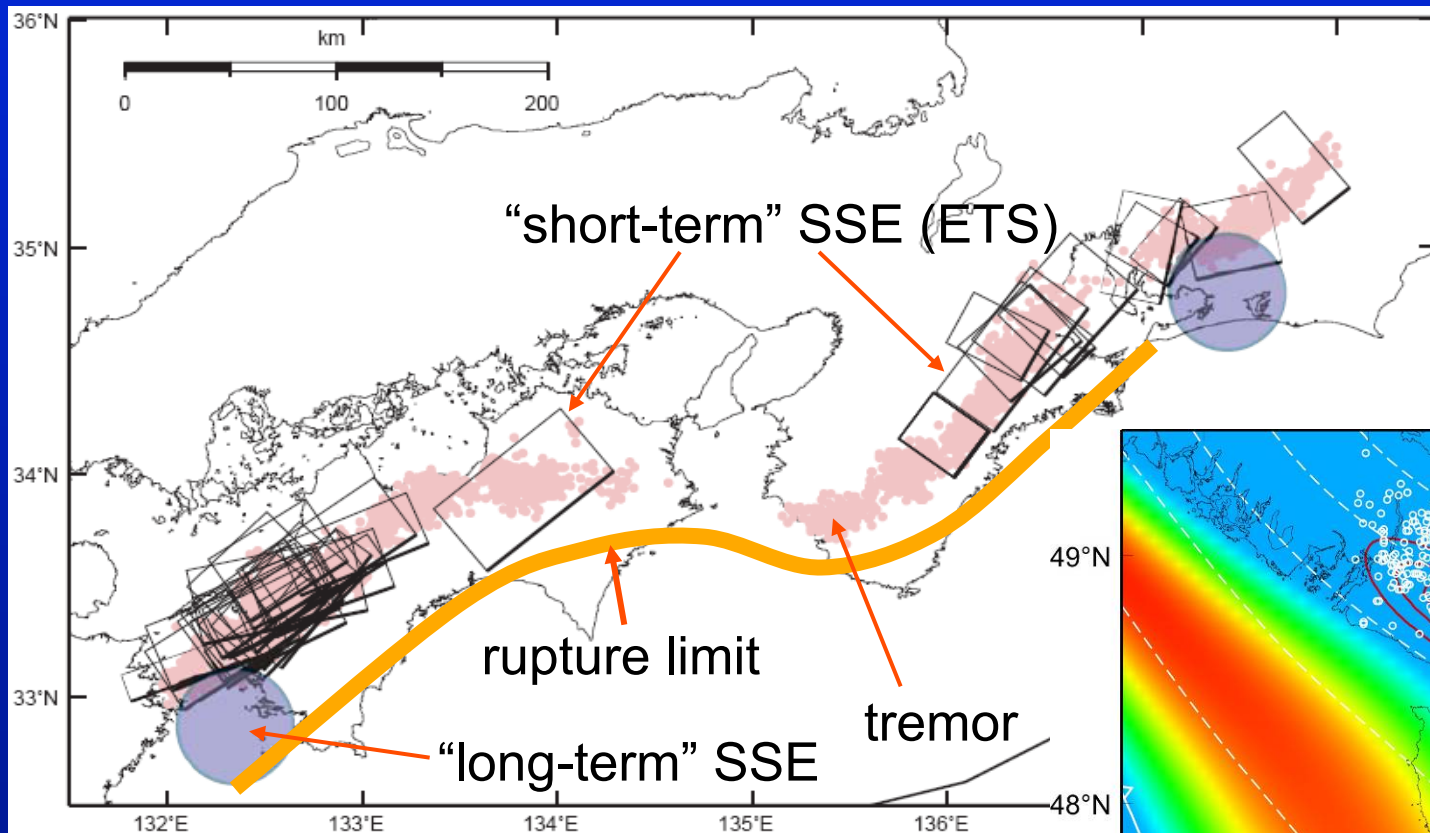 36°N
km
0 100 200
“short-term” SSE (ETS)
35°N
34°N
49°N
rupture limit
33°N
tremor
“long-term” SSE
48°N
132°E 133°E 134°E 135°E 136°E